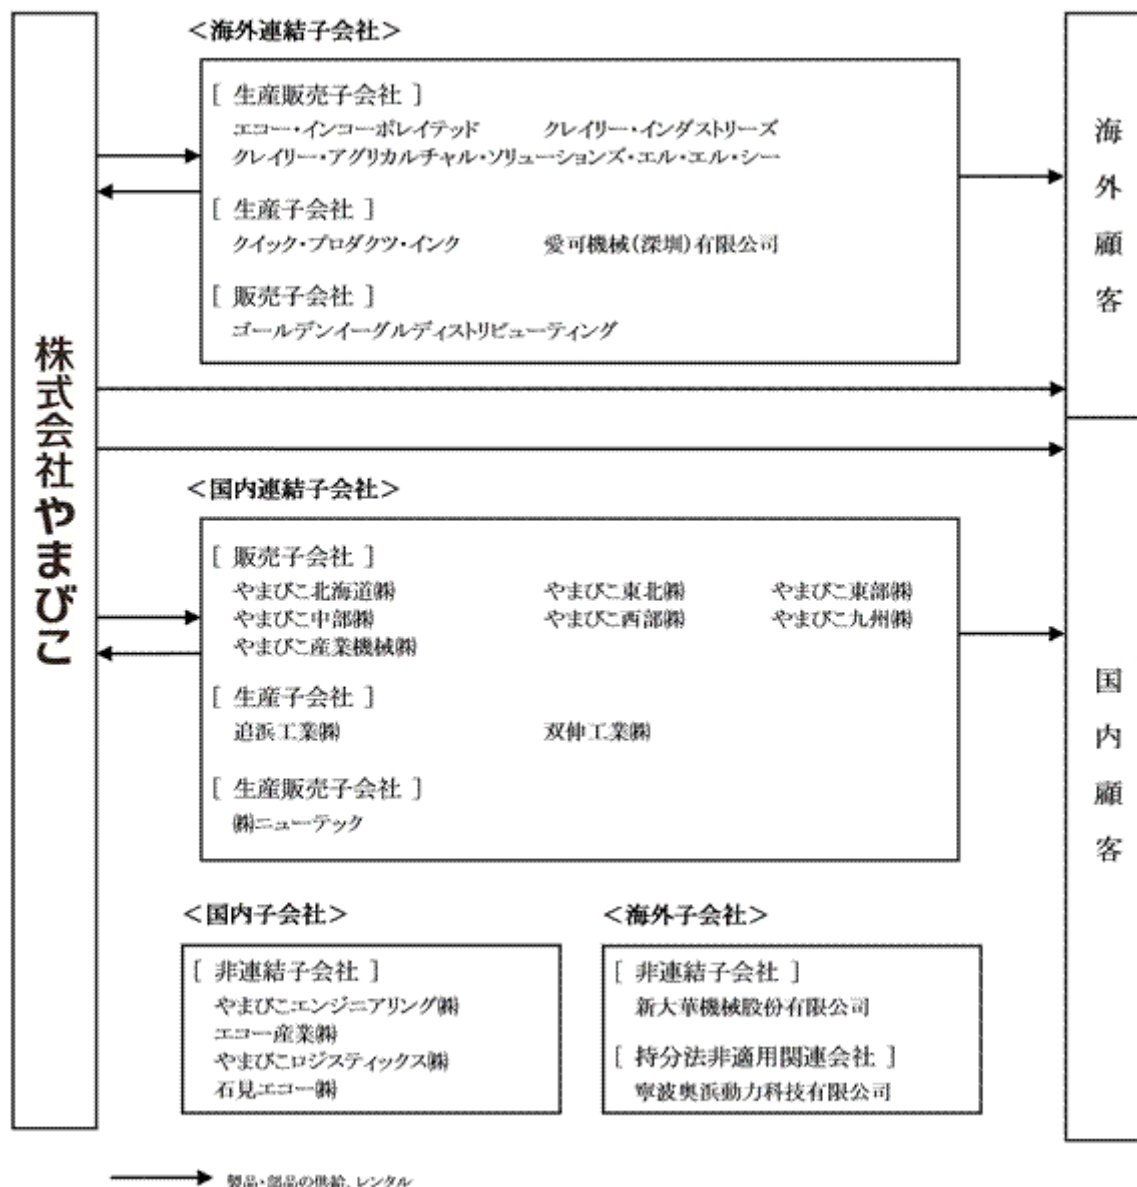 株式会社やまびこ
＜海外連結子会社＞
[ 生産販売子会社 ]
エコー・インコーポレイテッド　クレイリー・インダストリーズ
クレイリー・アグリカルチャル・ソリューションズ・エル・エル・シー
[ 生産子会社 ]
クイック・プロダクツ・インク　愛可機械(深圳)有限公司
[ 販売子会社 ]
ゴールデンイーグルディストリビューティング
海外顧客
＜国内連結子会社＞
[ 販売子会社 ]
やまびこ北海道㈱　やまびこ東北㈱　やまびこ東部㈱
やまびこ中部㈱　やまびこ西部㈱　やまびこ九州㈱
やまびこ産業機械㈱
[ 生産子会社 ]
追浜工業㈱　双伸工業㈱
[ 生産販売子会社 ]
㈱ニューテック
国内顧客
＜国内子会社＞
[ 非連結子会社 ]
やまびこエンジニアリング㈱
エコー産業㈱
やまびこロジスティックス㈱
石見エコー㈱
＜海外子会社＞
[ 非連結子会社 ]
新大華機械股份有限公司
[ 持分法非適用関連会社 ]
寧波奥浜動力科技有限公司
製品・部品の供給、レンタル